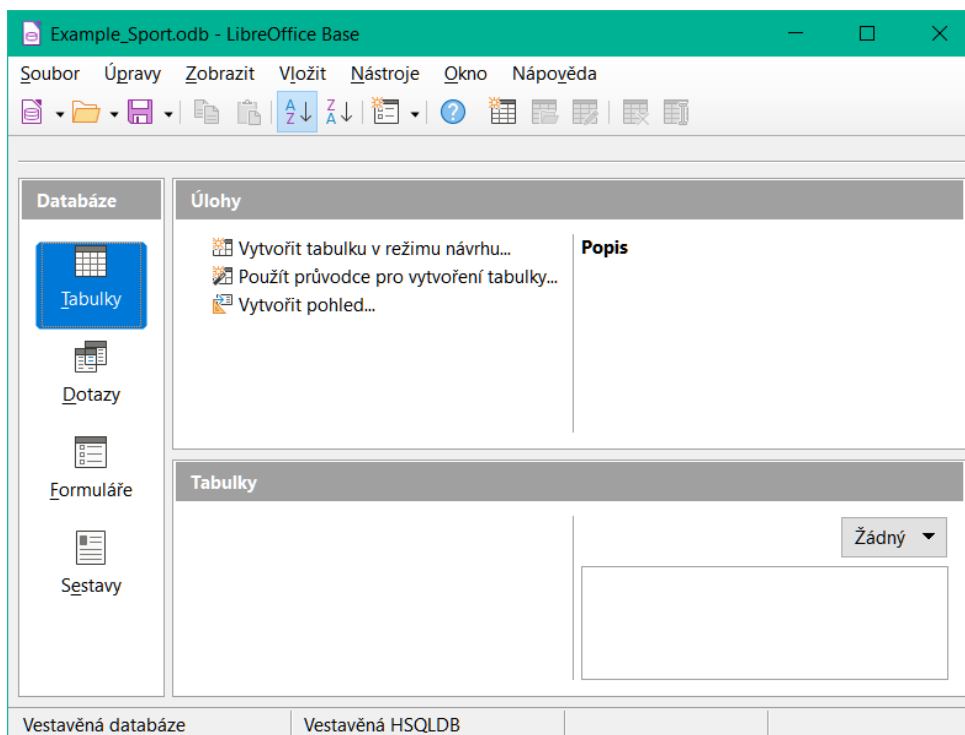 Example_Sport.odb - LibreOffice Base
Soubor Úpravy Zobrazit Vložit Nástroje Okno Nápověda
Databáze
Tabulky
Dotazy
Formuláře
Sestavy
Úlohy
Vytvořit tabulku v režimu návrhu...
Použít průvodce pro vytvoření tabulky...
Vytvořit pohled...
Popis
Tabulky
Žádný
Vestavěná databáze
Vestavěná HSQLDB